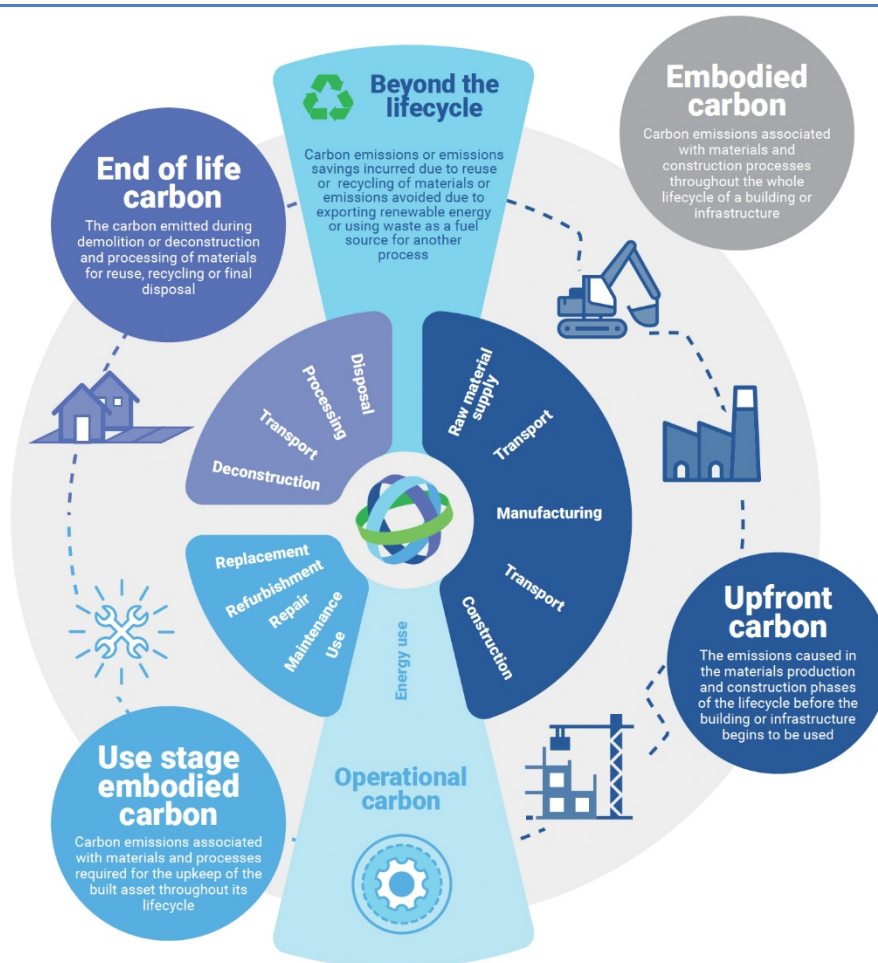 Beyond the
lifecycle
Carbon emissions or emissions
savings incurred due to reuse
or recycling of materials or
emissions avoided due to
exporting renewable energy
or using waste as a fuel
source for another
process
Embodied
carbon
Carbon emissions associated
with materials and
construction processes
throughout the whole
lifecycle of a building or
infrastructure
End of life
carbon
The carbon emitted during
demolition or deconstruction
and processing of materials
for reuse, recycling or final
disposal
Disposal
Processing
Transport
Deconstruction
Raw material
supply
Transport
Manufacturing
Transport
Construction
Replacement
Refurbishment
Repair
Maintenance
Use
Energy use
Upfront
carbon
The emissions caused in
the materials production
and construction phases
of the lifecycle before the
building or infrastructure
begins to be used
Use stage
embodied
carbon
Carbon emissions associated
with materials and processes
required for the upkeep of the
built asset throughout its
lifecycle
Operational
carbon